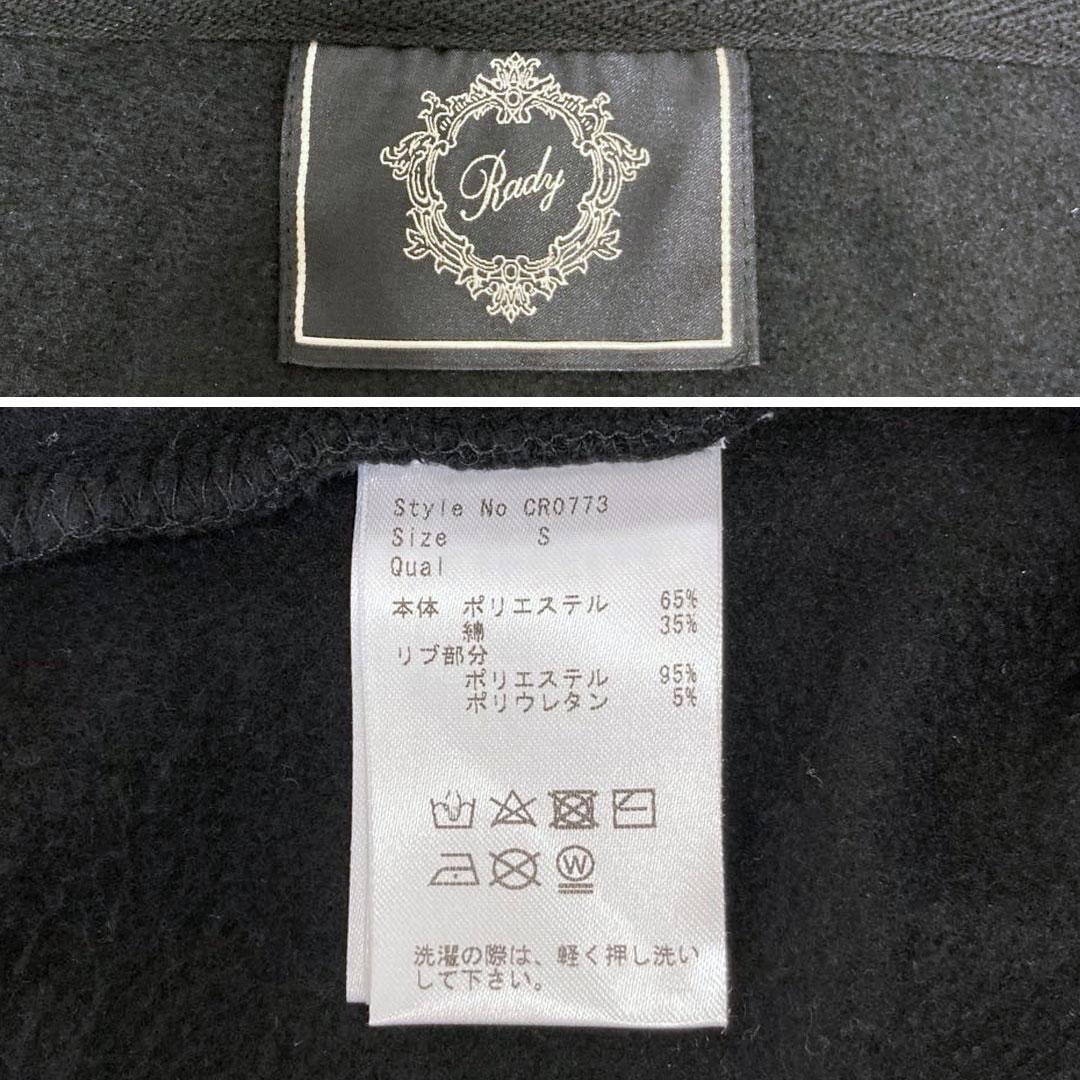 Rady
Style No CR0773
Size S
Qual
本体 ポリエステル 65%
綿 35%
リブ部分
ポリエステル 95%
ポリウレタン 5%
W
洗濯の際は、軽く押し洗い
して下さい。